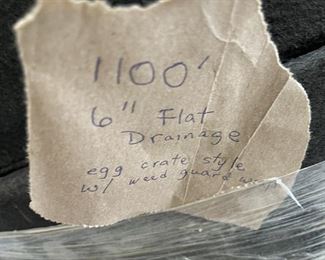 1100'
6" Flat
Drainage
egg crate style
w/ weed guard